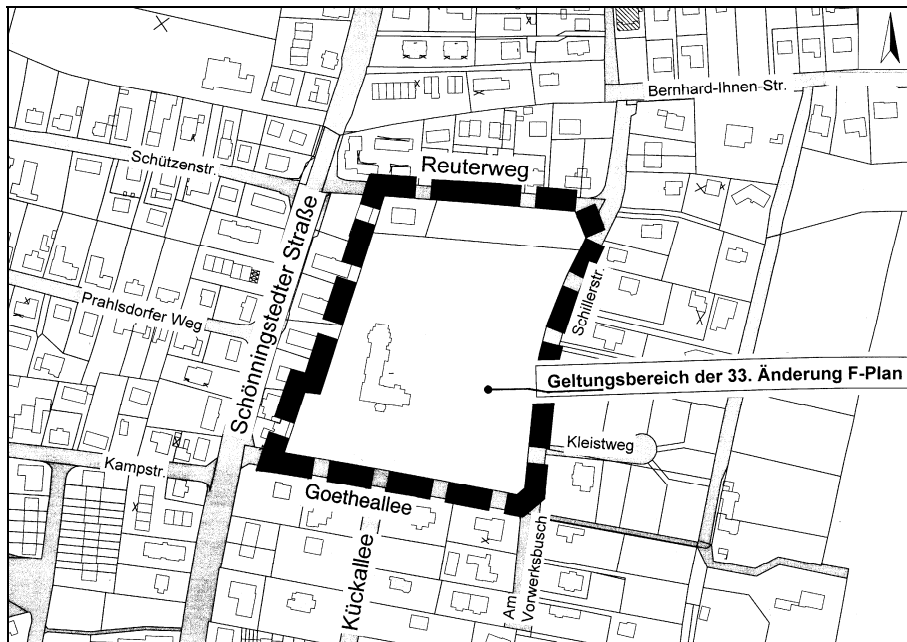 Bernhard-Ihnen Str.
Schützenstr.
Reuterweg
Schönningstedter Straße
Schillerstr.
Prahlsdorfer Weg
Geltungsbereich der 33. Änderung F-Plan
Kleistweg
Kampstr.
Goetheallee
Kückallee
Am
Vorwerksbusch